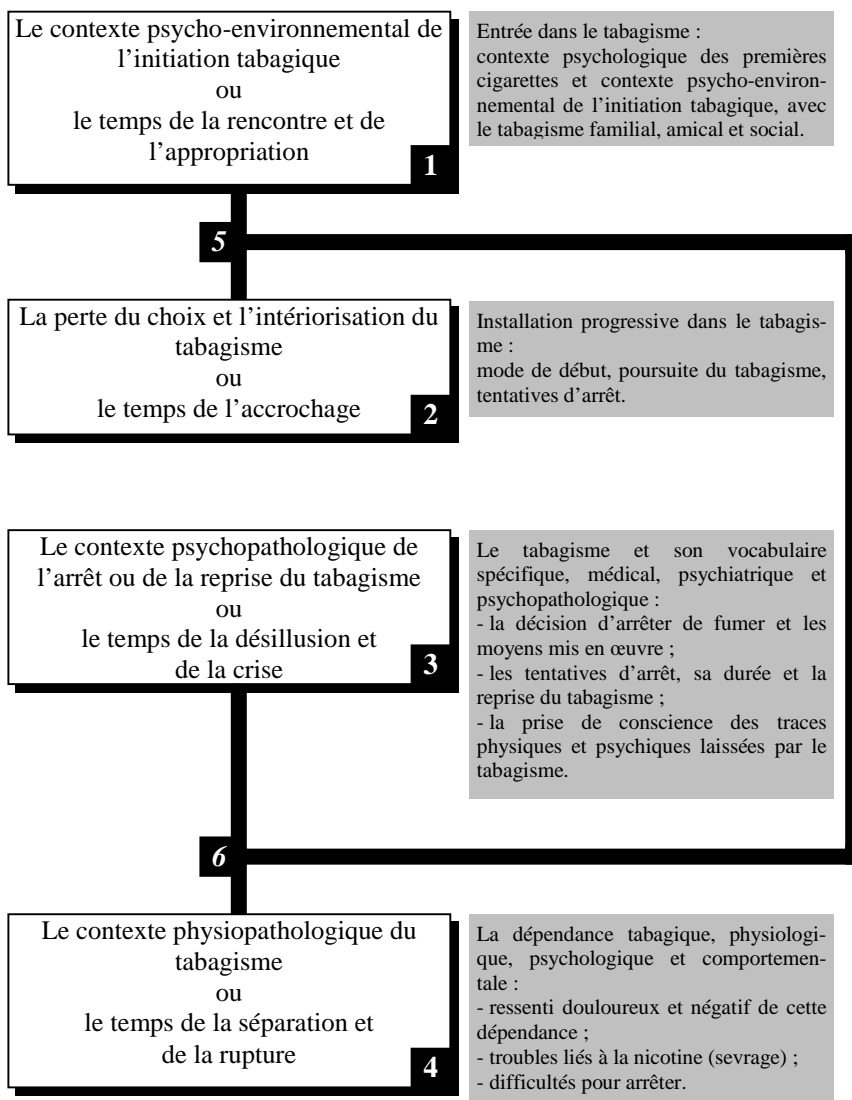 Le contexte psycho-environnemental de
l'initiation tabagique
ou
le temps de la rencontre et de
l'appropriation
1
Entrée dans le tabagisme :
contexte psychologique des premières
cigarettes et contexte psycho-environ-
nemental de l'initiation tabagique, avec
le tabagisme familial, amical et social.
5
La perte du choix et l'intériorisation du
tabagisme
ou
le temps de l'accrochage
2
Installation progressive dans le tabagis-
me :
mode de début, poursuite du tabagisme,
tentatives d'arrêt.
Le contexte psychopathologique de
l'arrêt ou de la reprise du tabagisme
ou
le temps de la désillusion et
de la crise
3
Le tabagisme et son vocabulaire
spécifique, médical, psychiatrique et
psychopathologique :
- la décision d'arrêter de fumer et les
moyens mis en œuvre ;
- les tentatives d'arrêt, sa durée et la
reprise du tabagisme ;
- la prise de conscience des traces
physiques et psychiques laissées par le
tabagisme.
6
Le contexte physiopathologique du
tabagisme
ou
le temps de la séparation et
de la rupture
4
La dépendance tabagique, physiologi-
que, psychologique et comportemen-
tale :
- ressenti douloureux et négatif de cette
dépendance ;
- troubles liés à la nicotine (sevrage) ;
- difficultés pour arrêter.